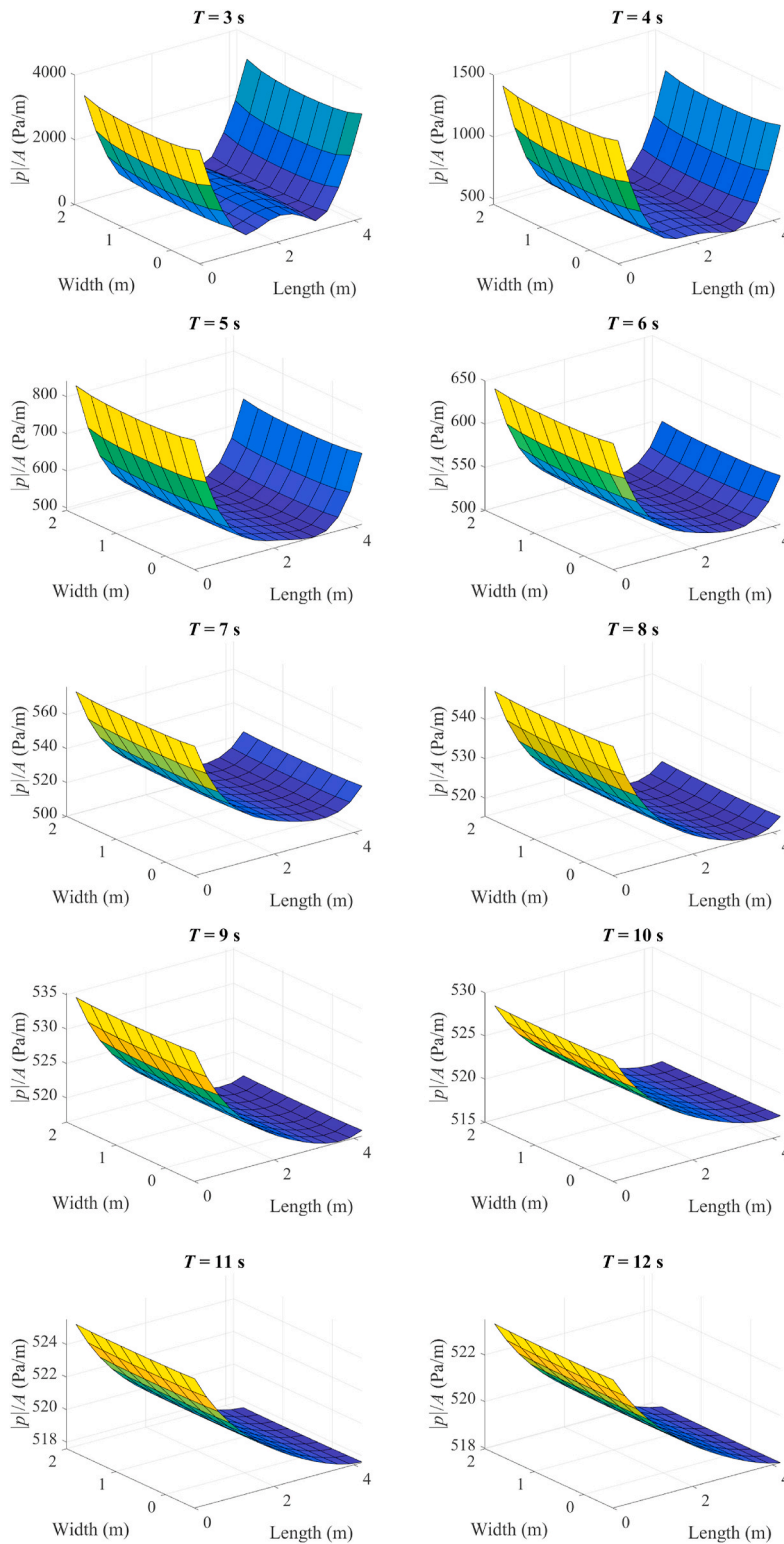 T = 3 s
4000
2000
0
|p|/A (Pa/m)
2
1
0
Width (m)
0
2
4
Length (m)
T = 4 s
1500
1000
500
|p|/A (Pa/m)
2
1
0
Width (m)
0
2
4
Length (m)
T = 5 s
800
700
600
500
|p|/A (Pa/m)
2
1
0
Width (m)
0
2
4
Length (m)
T = 6 s
650
600
550
500
|p|/A (Pa/m)
2
1
0
Width (m)
0
2
4
Length (m)
T = 7 s
560
540
520
500
|p|/A (Pa/m)
2
1
0
Width (m)
0
2
4
Length (m)
T = 8 s
540
530
520
|p|/A (Pa/m)
2
1
0
Width (m)
0
2
4
Length (m)
T = 9 s
535
530
525
520
|p|/A (Pa/m)
2
1
0
Width (m)
0
2
4
Length (m)
T = 10 s
530
525
520
515
|p|/A (Pa/m)
2
1
0
Width (m)
0
2
4
Length (m)
T = 11 s
524
522
520
518
|p|/A (Pa/m)
2
1
0
Width (m)
0
2
4
Length (m)
T = 12 s
522
520
518
|p|/A (Pa/m)
2
1
0
Width (m)
0
2
4
Length (m)